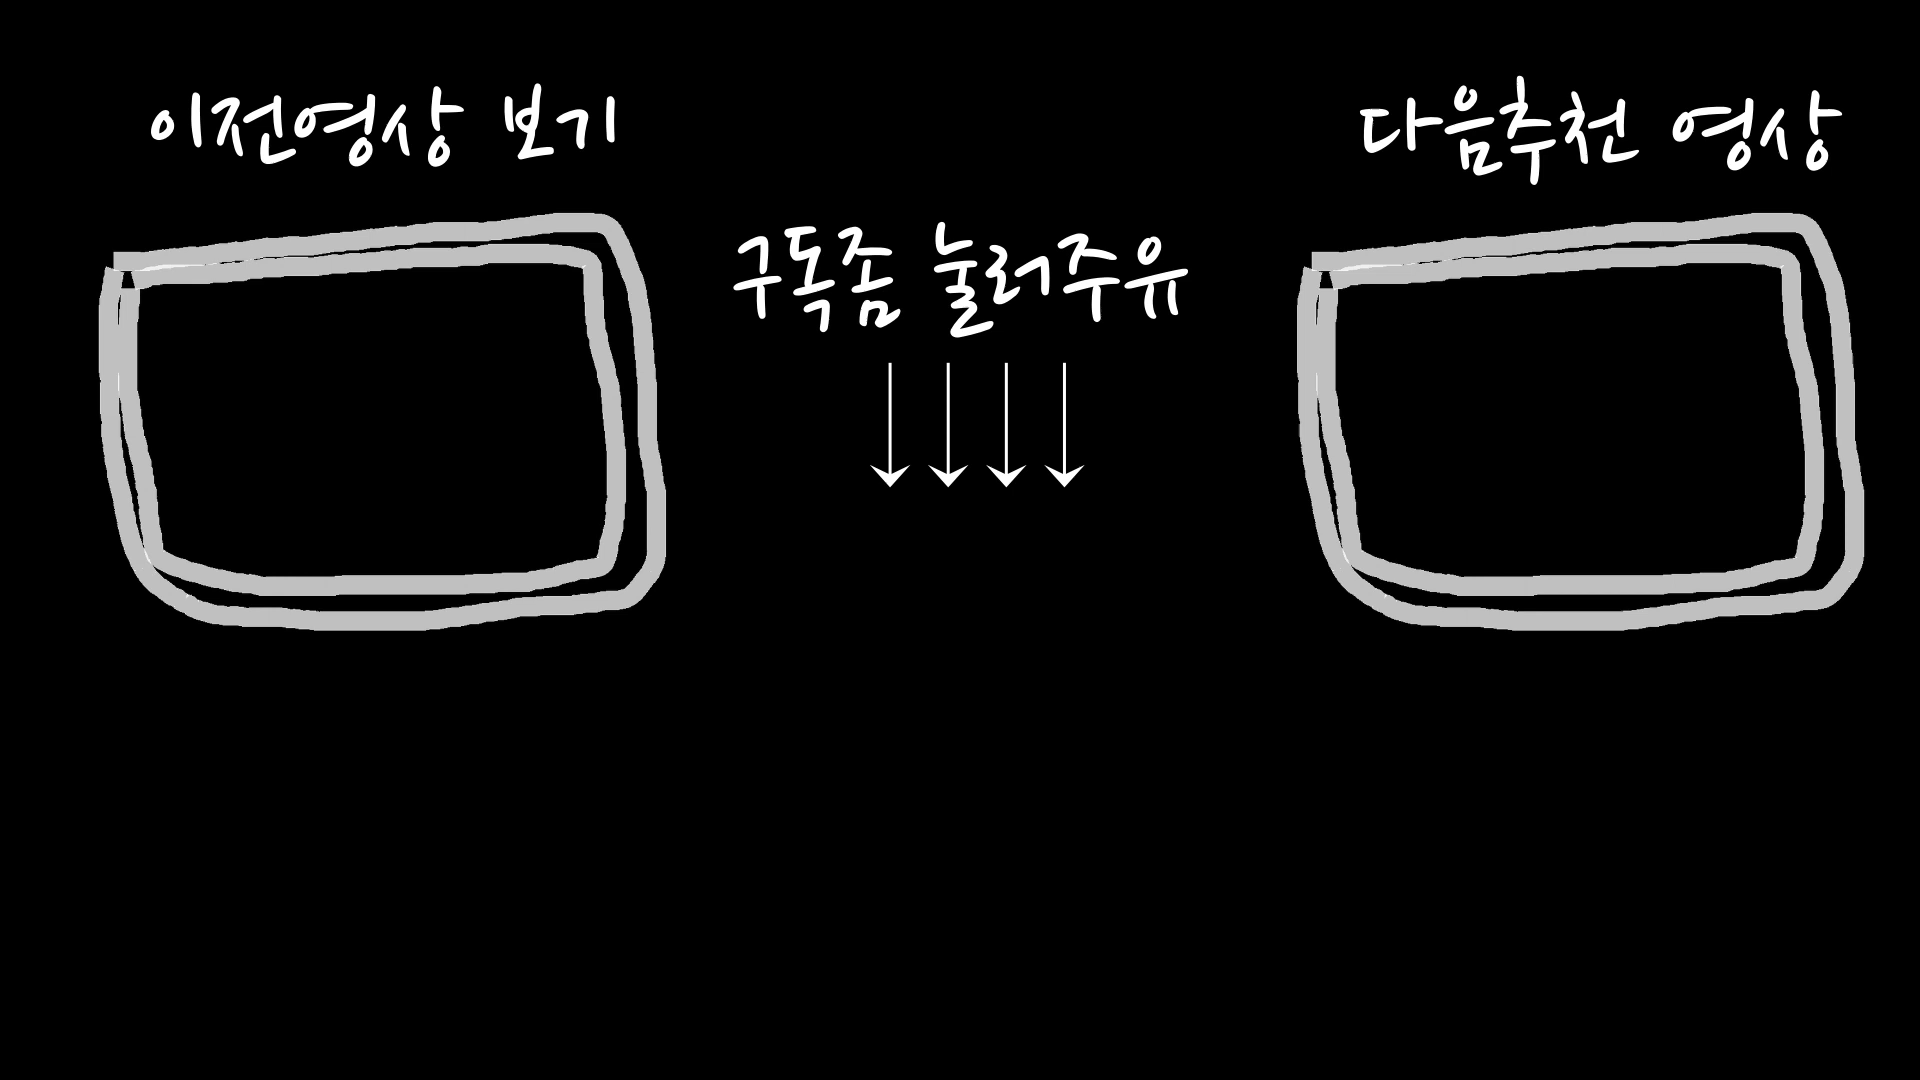 이전영상 보기
다음추천 영상
구독좀 눌러주유